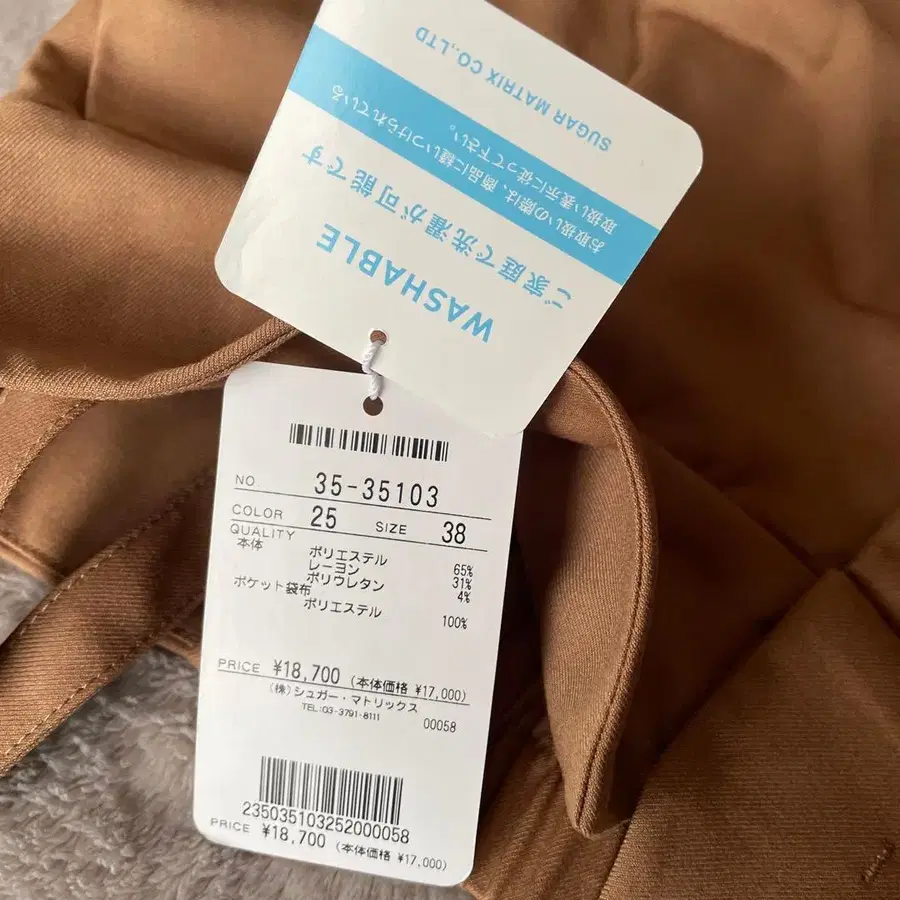 WASHABLE
ご家庭で洗濯が可能です
お取扱いの際は、商品に縫いつけられている
取扱い表示に従って下さい。
SUGAR MATRIX CO.,LTD
NO 35-35103
COLOR 25 SIZE 38
QUALITY
本体 ポリエステル 65%
レーヨン 31%
ポリウレタン 4%
ポケット袋布
ポリエステル 100%
PRICE ¥18,700 (本体価格 ¥17,000)
(株)シュガー・マトリックス
TEL:03-3791-8111
00058
235035103252000058
PRICE ¥18,700 (本体価格 ¥17,000)